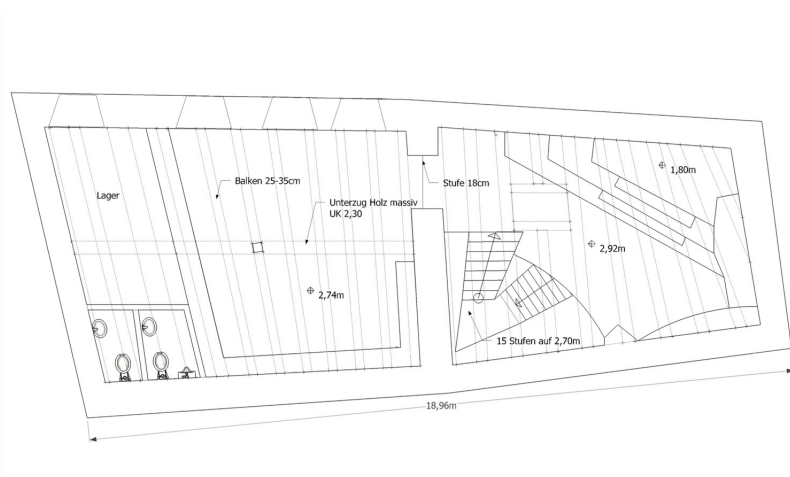 Lager
Balken 25-35cm
Unterzug Holz massiv
UK 2,30
Stufe 18cm
1,80m
2,92m
2,74m
15 Stufen auf 2,70m
18,96m